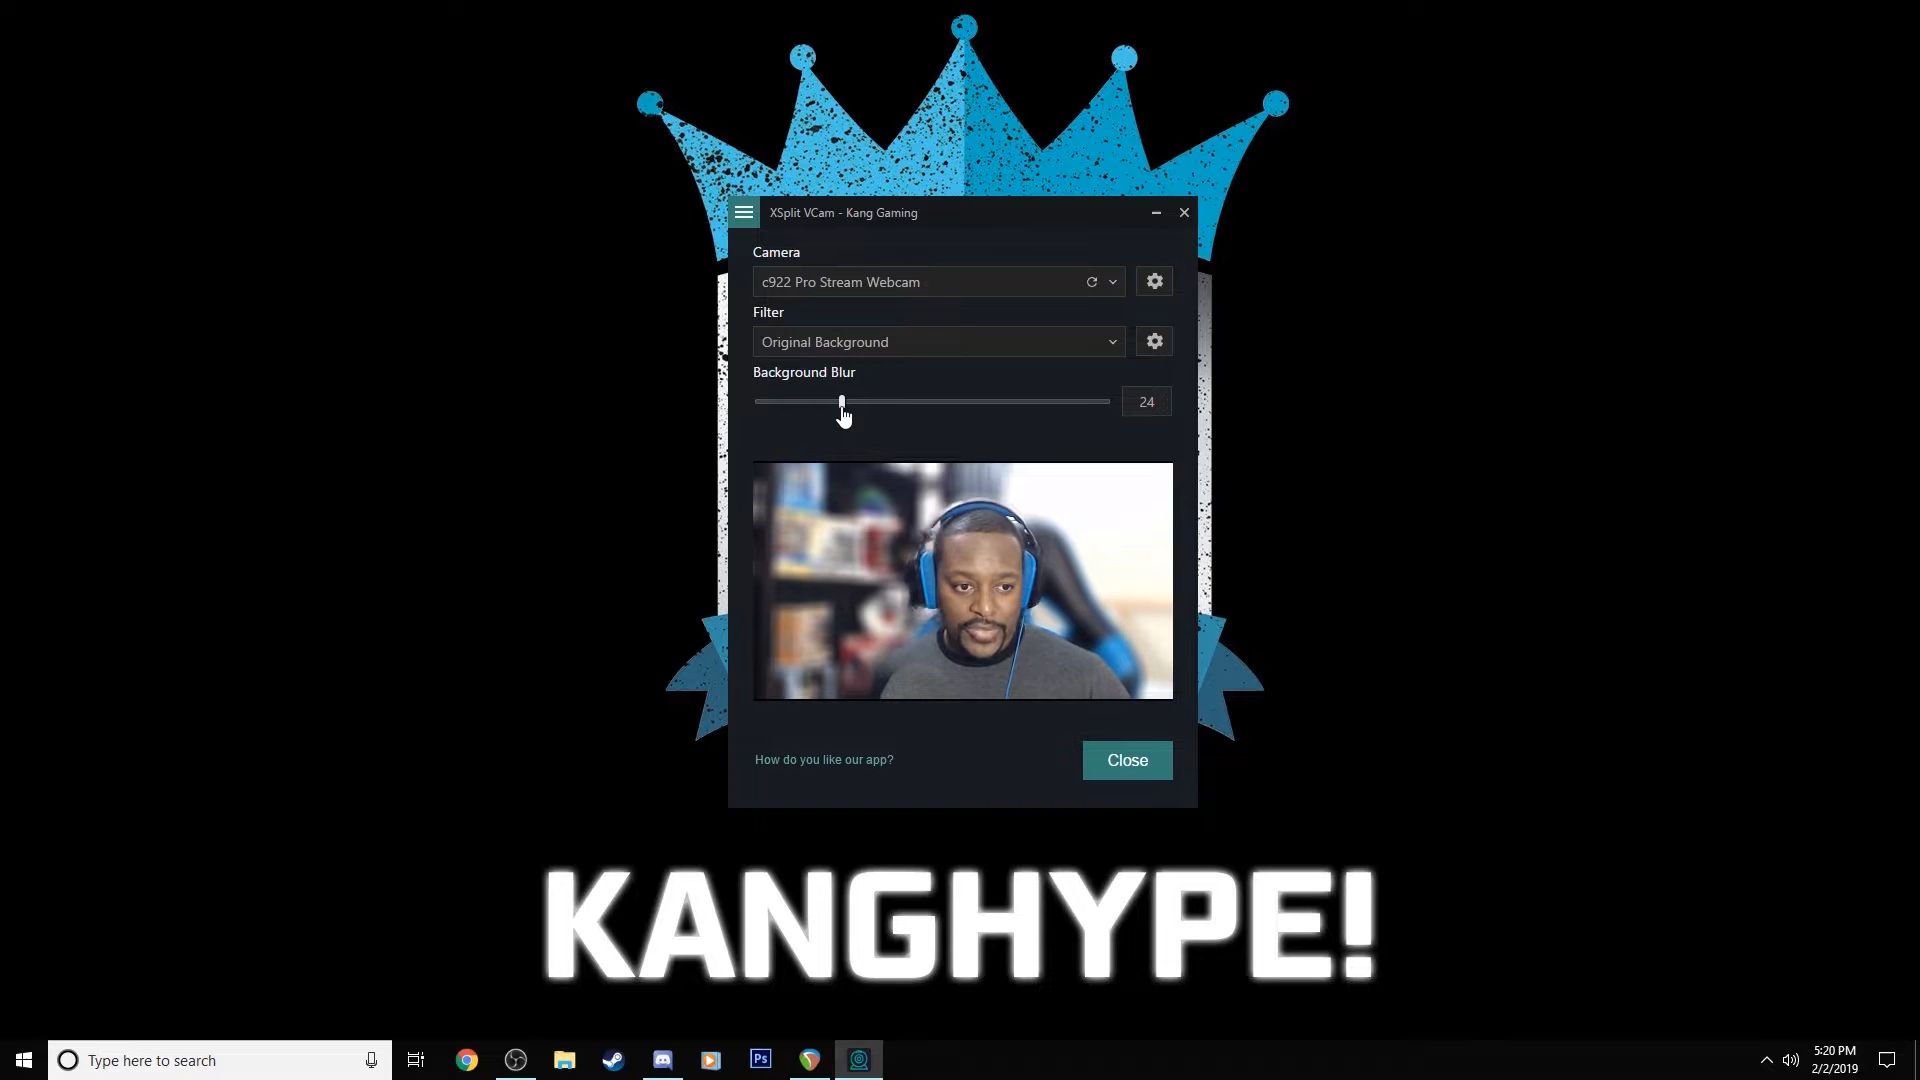 XSplit VCam - Kang Gaming
Camera
c922 Pro Stream Webcam
Filter
Original Background
Background Blur
24
How do you like our app?
Close
KANGHYPE!
Type here to search
Ps
5:20 PM
2/2/2019